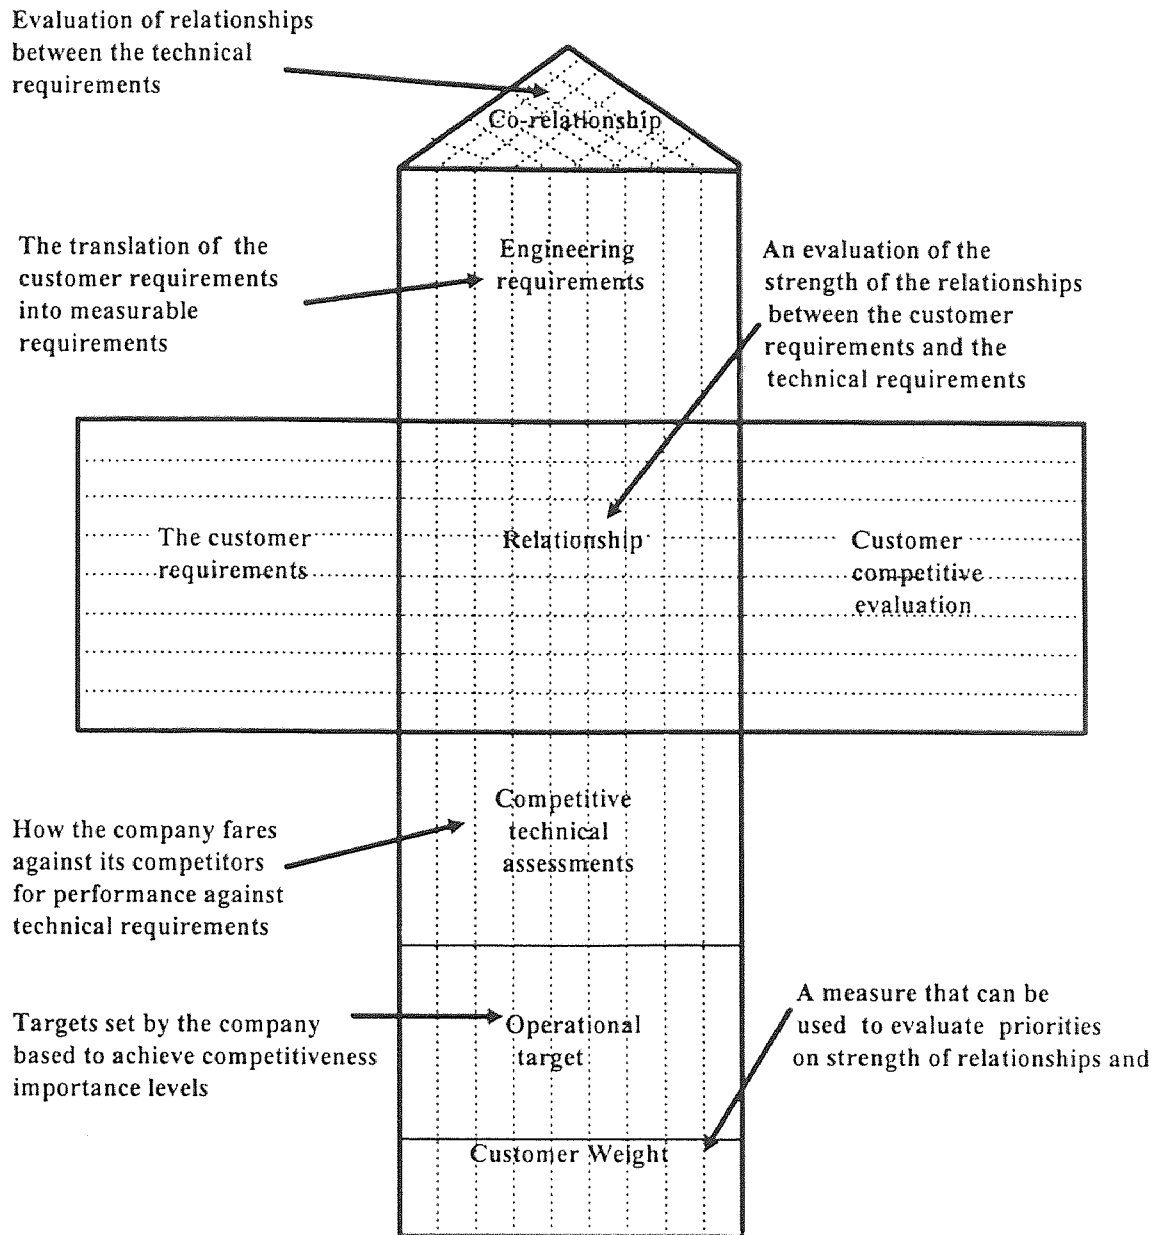 Evaluation of relationships
between the technical
requirements
Co-relationship
The translation of the
customer requirements
into measurable
requirements
Engineering
requirements
An evaluation of the
strength of the relationships
between the customer
requirements and the
technical requirements
The customer
requirements
Relationship
Customer
competitive
evaluation
Competitive
technical
assessments
How the company fares
against its competitors
for performance against
technical requirements
Targets set by the company
based to achieve competitiveness
importance levels
Operational
target
A measure that can be
used to evaluate priorities
on strength of relationships and
Customer Weight